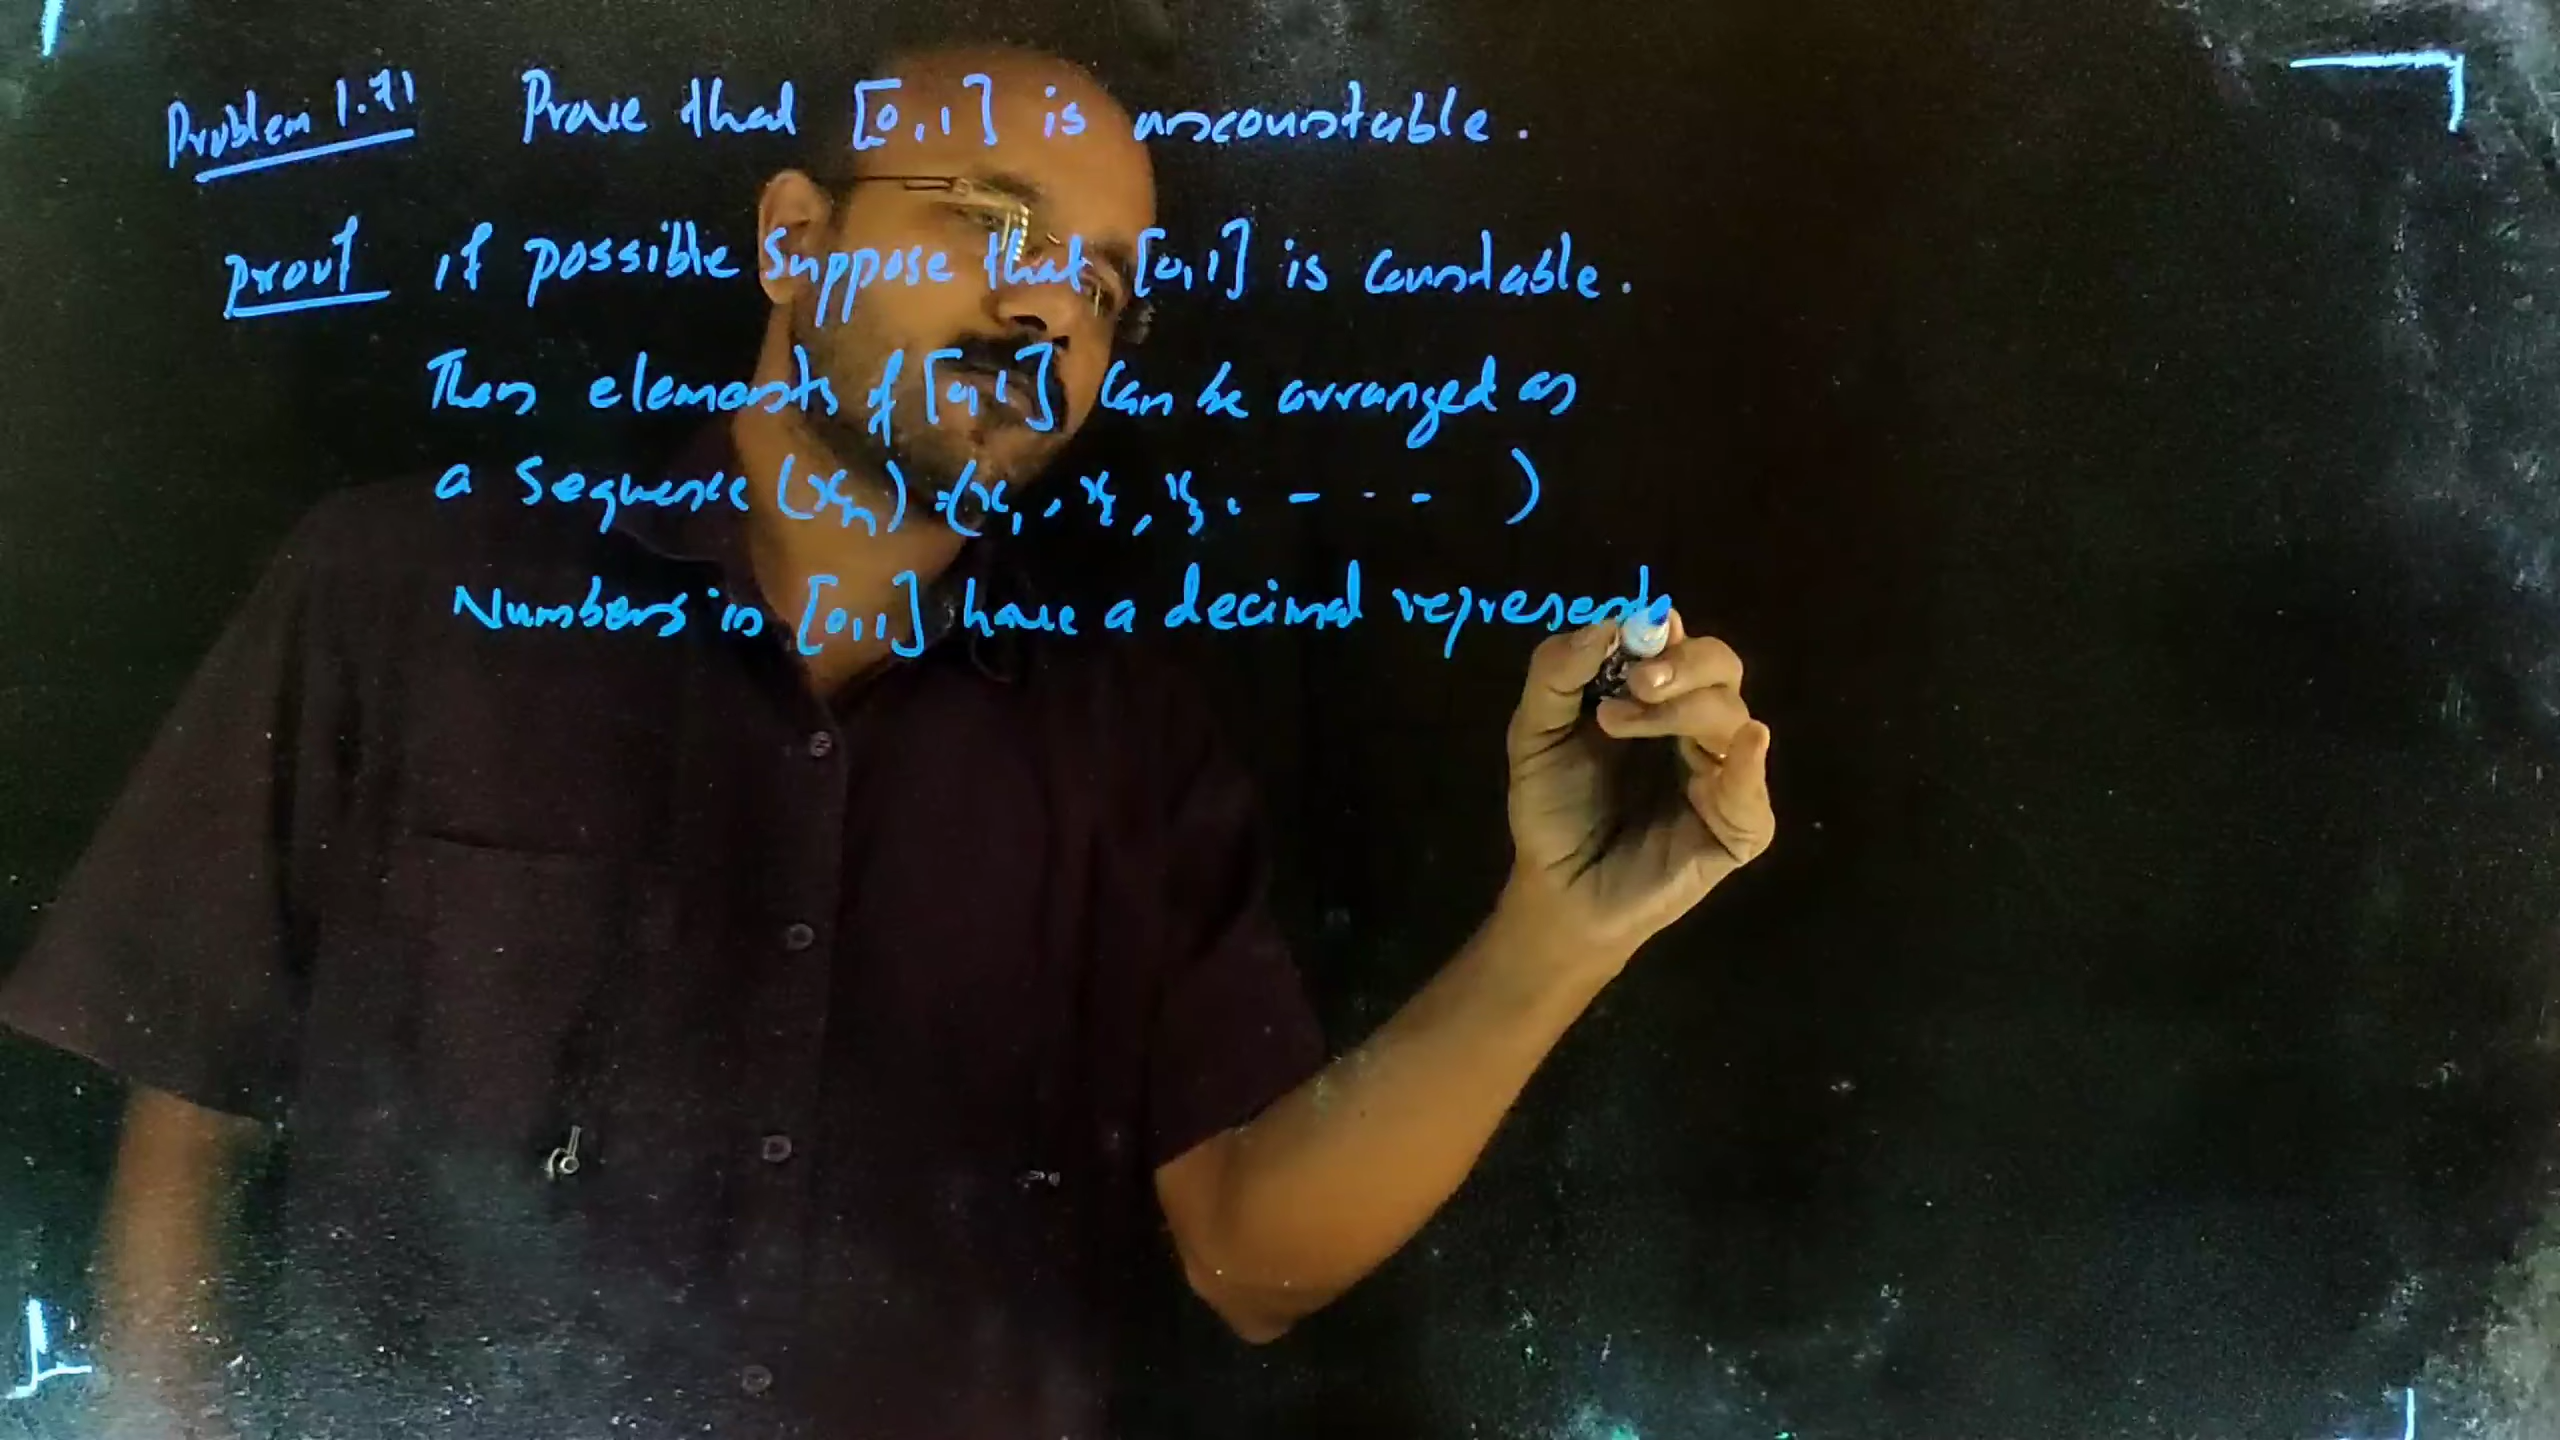 Problem 1.71 Prove that [0,1] is uncountable.
Proof if possible suppose that [0,1] is countable.
Then elements of [0,1] can be arranged as
a sequence (xₙ) = (x₁, x₂, x₃, - - - - )
Numbers in [0,1] have a decimal representa